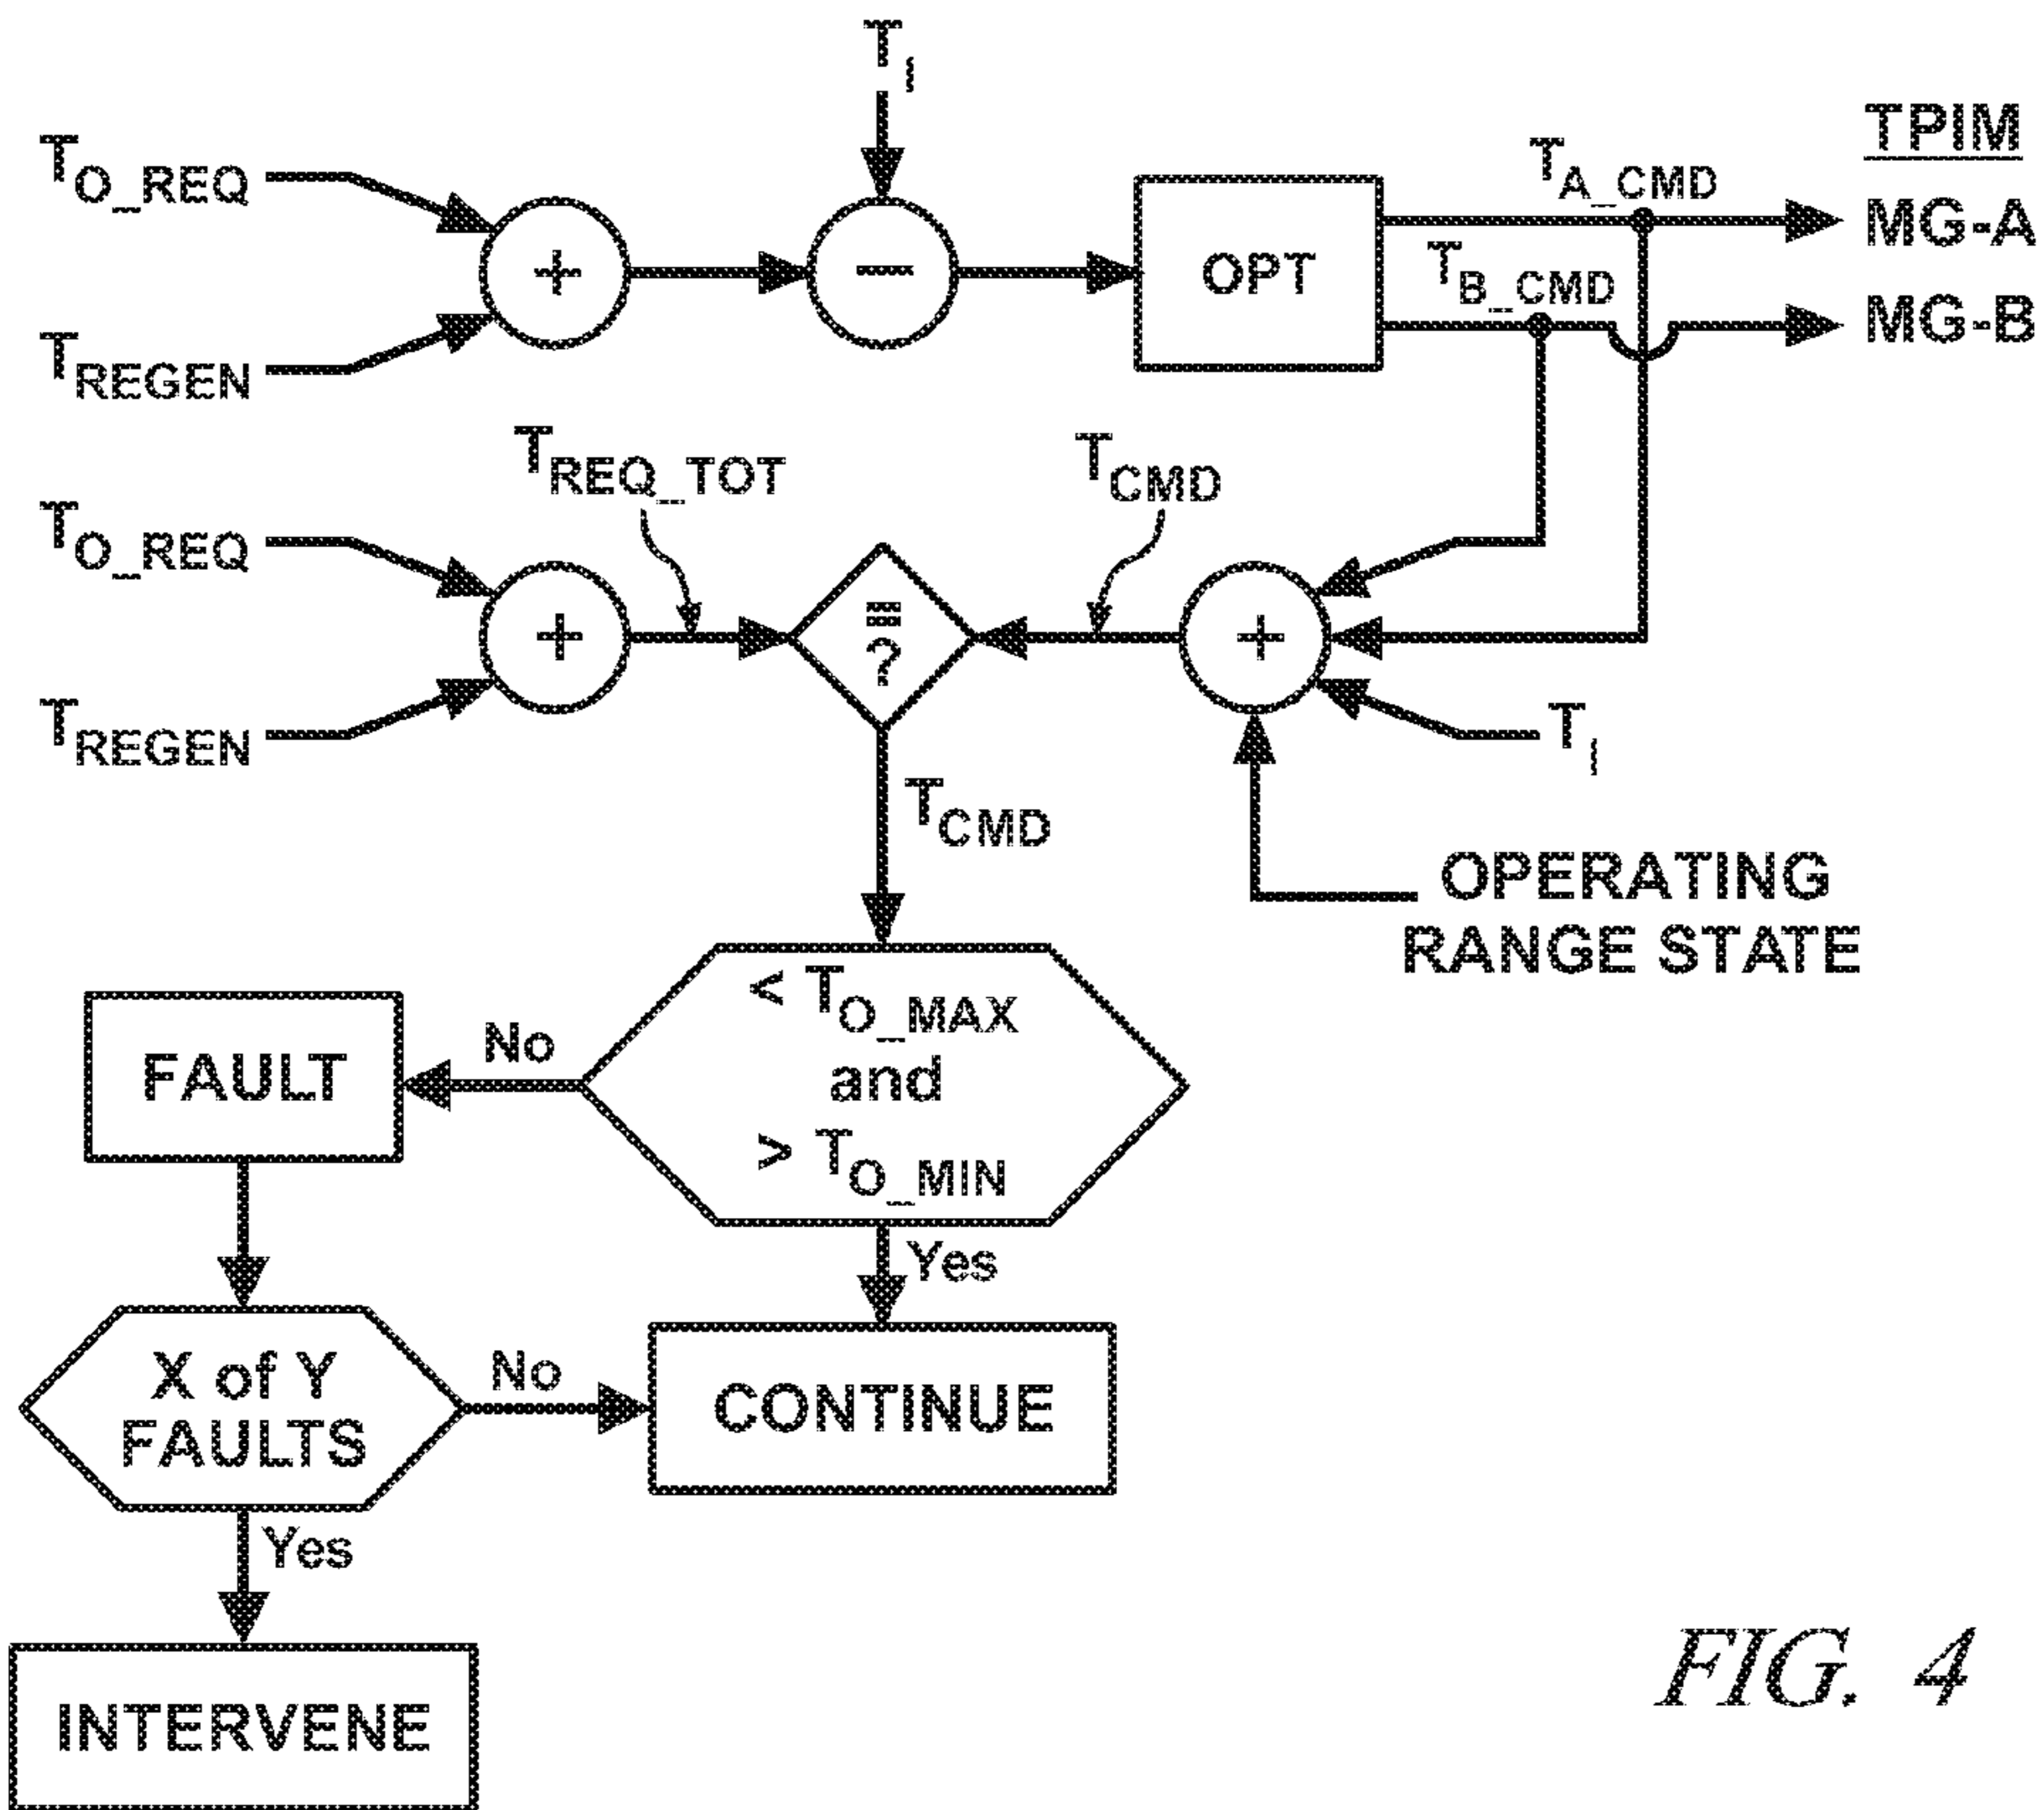 T_I
T_O_REQ
T_REGEN
+
—
OPT
T_A_CMD
T_B_CMD
TPIM
MG-A
MG-B
T_REQ_TOT
T_CMD
T_O_REQ
T_REGEN
+
=
?
+
T_I
T_CMD
OPERATING
RANGE STATE
< T_O_MAX
and
> T_O_MIN
No
FAULT
Yes
X of Y
FAULTS
No
CONTINUE
Yes
INTERVENE
FIG. 4